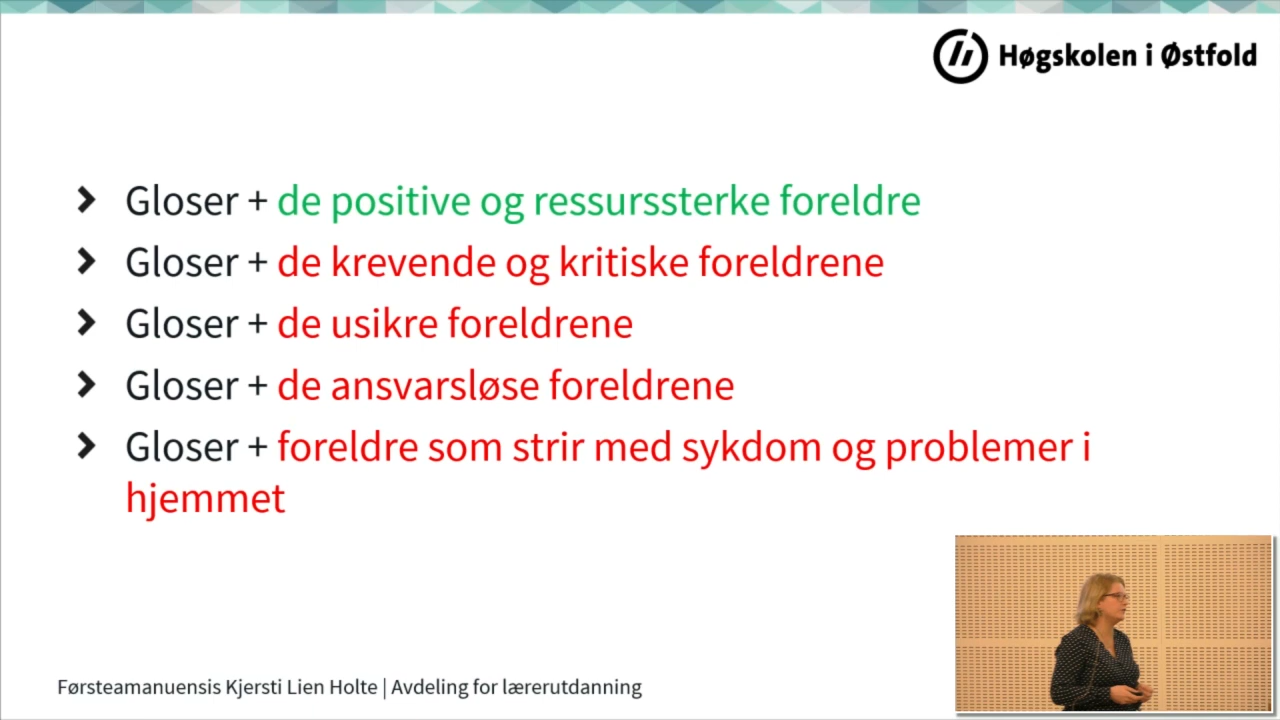 Høgskolen i Østfold
Gloser + de positive og ressurssterke foreldre
Gloser + de krevende og kritiske foreldrene
Gloser + de usikre foreldrene
Gloser + de ansvarsløse foreldrene
Gloser + foreldre som strir med sykdom og problemer i
hjemmet
Førsteamanuensis Kjersti Lien Holte | Avdeling for lærerutdanning